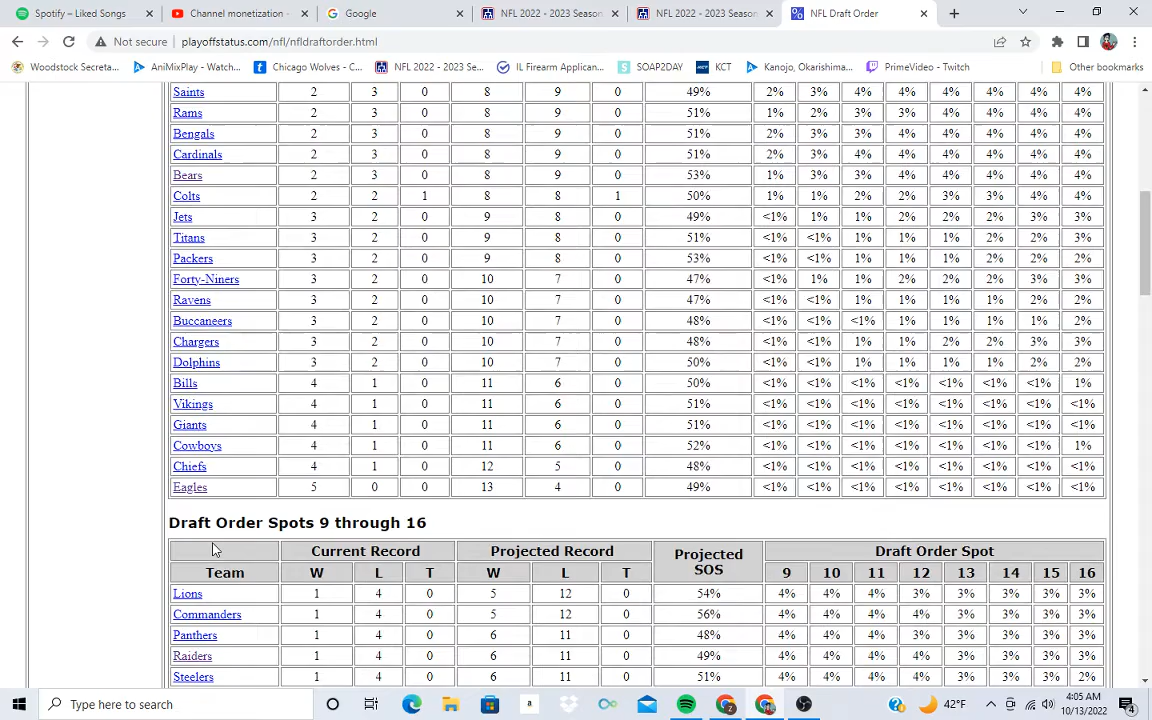 Spotify – Liked Songs
Channel monetization -
Google
NFL 2022 - 2023 Season
NFL 2022 - 2023 Season
NFL Draft Order
Not secure | playoffstatus.com/nfl/nfldraftorder.html
Woodstock Secreta...
AniMixPlay - Watch...
Chicago Wolves - C...
NFL 2022 - 2023 Se...
IL Firearm Applican...
SOAP2DAY
KCT
Kanojo, Okarishima...
PrimeVideo - Twitch
Other bookmarks
Saints 2 3 0 8 9 0 49% 2% 3% 4% 4% 4% 4% 4% 4%
Rams 2 3 0 8 9 0 51% 1% 2% 3% 3% 4% 4% 4% 4%
Bengals 2 3 0 8 9 0 51% 2% 3% 3% 4% 4% 4% 4% 4%
Cardinals 2 3 0 8 9 0 51% 2% 3% 4% 4% 4% 4% 4% 4%
Bears 2 3 0 8 9 0 53% 1% 3% 3% 4% 4% 4% 4% 4%
Colts 2 2 1 8 8 1 50% 1% 1% 2% 2% 3% 3% 4% 4%
Jets 3 2 0 9 8 0 49% <1% 1% 1% 2% 2% 2% 3% 3%
Titans 3 2 0 9 8 0 51% <1% <1% 1% 1% 1% 2% 2% 3%
Packers 3 2 0 9 8 0 53% <1% <1% 1% 1% 1% 2% 2% 2%
Forty-Niners 3 2 0 10 7 0 47% <1% 1% 1% 2% 2% 2% 3% 3%
Ravens 3 2 0 10 7 0 47% <1% <1% 1% 1% 1% 1% 2% 2%
Buccaneers 3 2 0 10 7 0 48% <1% <1% <1% 1% 1% 1% 1% 2%
Chargers 3 2 0 10 7 0 48% <1% <1% 1% 1% 2% 2% 3% 3%
Dolphins 3 2 0 10 7 0 50% <1% <1% 1% 1% 1% 1% 2% 2%
Bills 4 1 0 11 6 0 50% <1% <1% <1% <1% <1% <1% <1% 1%
Vikings 4 1 0 11 6 0 51% <1% <1% <1% <1% <1% <1% <1% <1%
Giants 4 1 0 11 6 0 51% <1% <1% <1% <1% <1% <1% <1% <1%
Cowboys 4 1 0 11 6 0 52% <1% <1% <1% <1% <1% <1% <1% 1%
Chiefs 4 1 0 12 5 0 48% <1% <1% <1% <1% <1% <1% <1% <1%
Eagles 5 0 0 13 4 0 49% <1% <1% <1% <1% <1% <1% <1% <1%
Draft Order Spots 9 through 16
Current Record Projected Record Projected SOS Draft Order Spot
Team W L T W L T 9 10 11 12 13 14 15 16
Lions 1 4 0 5 12 0 54% 4% 4% 4% 3% 3% 3% 3% 3%
Commanders 1 4 0 5 12 0 56% 4% 4% 4% 4% 3% 3% 3% 3%
Panthers 1 4 0 6 11 0 48% 4% 4% 4% 3% 3% 3% 3% 3%
Raiders 1 4 0 6 11 0 49% 4% 4% 4% 4% 3% 3% 3% 3%
Steelers 1 4 0 6 11 0 51% 4% 4% 4% 3% 3% 3% 3% 2%
Type here to search
a
42°F
4:05 AM
10/13/2022
4